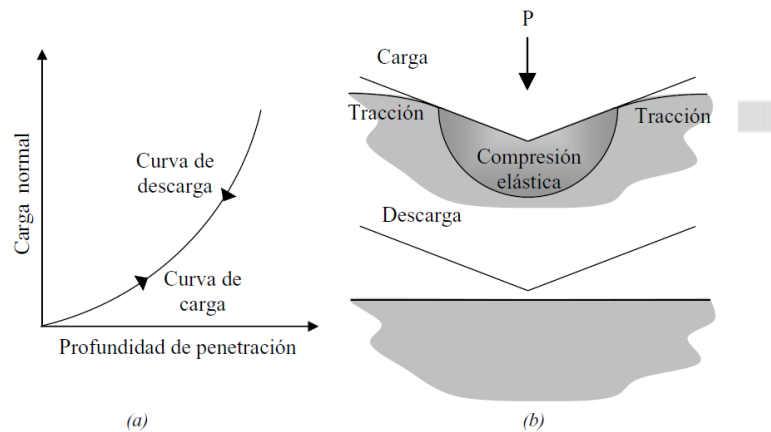 Carga normal
Curva de
descarga
Curva de
carga
Profundidad de penetración
(a)
P
Carga
Tracción
Tracción
Compresión
elástica
Descarga
(b)